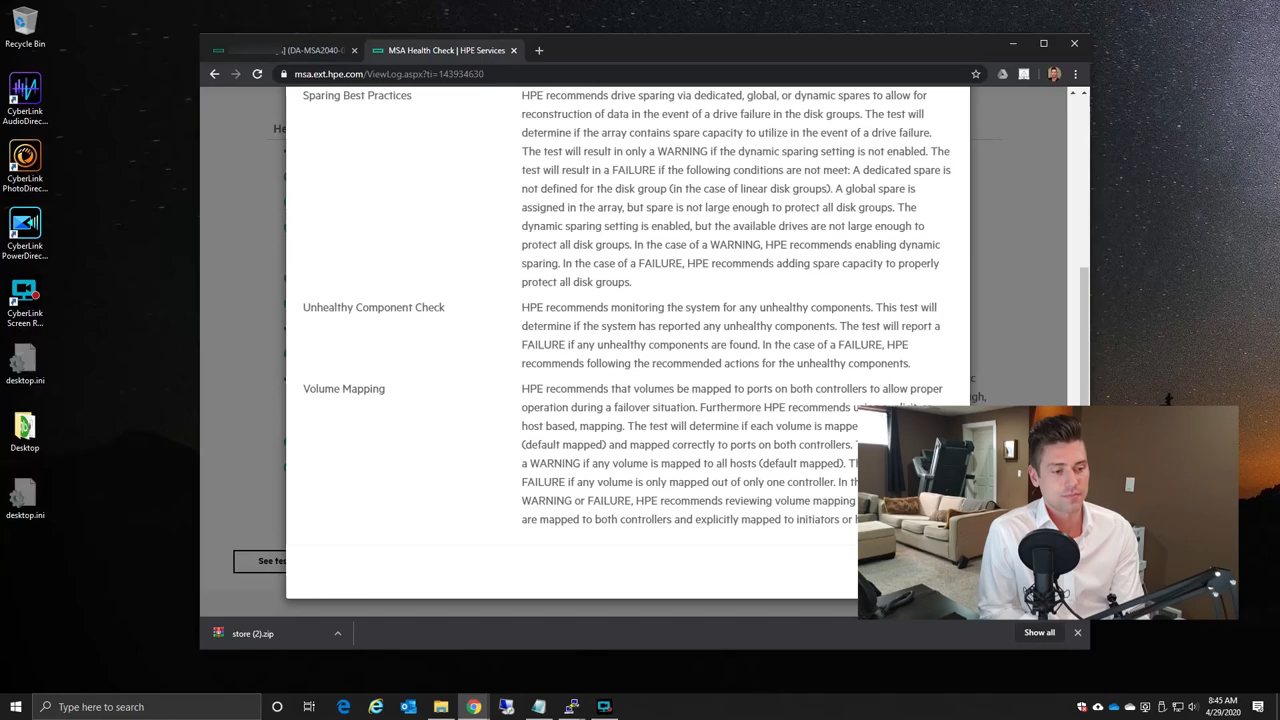 Recycle Bin
CyberLink
AudioDirec...
CyberLink
PhotoDirec...
CyberLink
PowerDirec...
CyberLink
Screen R...
desktop.ini
Desktop
desktop.ini
] (DA-MSA2040-
MSA Health Check | HPE Services
msa.ext.hpe.com/ViewLog.aspx?ti=143934630
He
Sparing Best Practices
HPE recommends drive sparing via dedicated, global, or dynamic spares to allow for
reconstruction of data in the event of a drive failure in the disk groups. The test will
determine if the array contains spare capacity to utilize in the event of a drive failure.
The test will result in only a WARNING if the dynamic sparing setting is not enabled. The
test will result in a FAILURE if the following conditions are not meet: A dedicated spare is
not defined for the disk group (in the case of linear disk groups). A global spare is
assigned in the array, but spare is not large enough to protect all disk groups. The
dynamic sparing setting is enabled, but the available drives are not large enough to
protect all disk groups. In the case of a WARNING, HPE recommends enabling dynamic
sparing. In the case of a FAILURE, HPE recommends adding spare capacity to properly
protect all disk groups.
Unhealthy Component Check
HPE recommends monitoring the system for any unhealthy components. This test will
determine if the system has reported any unhealthy components. The test will report a
FAILURE if any unhealthy components are found. In the case of a FAILURE, HPE
recommends following the recommended actions for the unhealthy components.
Volume Mapping
HPE recommends that volumes be mapped to ports on both controllers to allow proper
operation during a failover situation. Furthermore HPE recommends
host based, mapping. The test will determine if each volume is mappe
(default mapped) and mapped correctly to ports on both controllers.
a WARNING if any volume is mapped to all hosts (default mapped). Th
FAILURE if any volume is only mapped out of only one controller. In th
WARNING or FAILURE, HPE recommends reviewing volume mapping
are mapped to both controllers and explicitly mapped to initiators or
gh,
See tes
store (2).zip
Show all
Type here to search
8:45 AM
4/29/2020